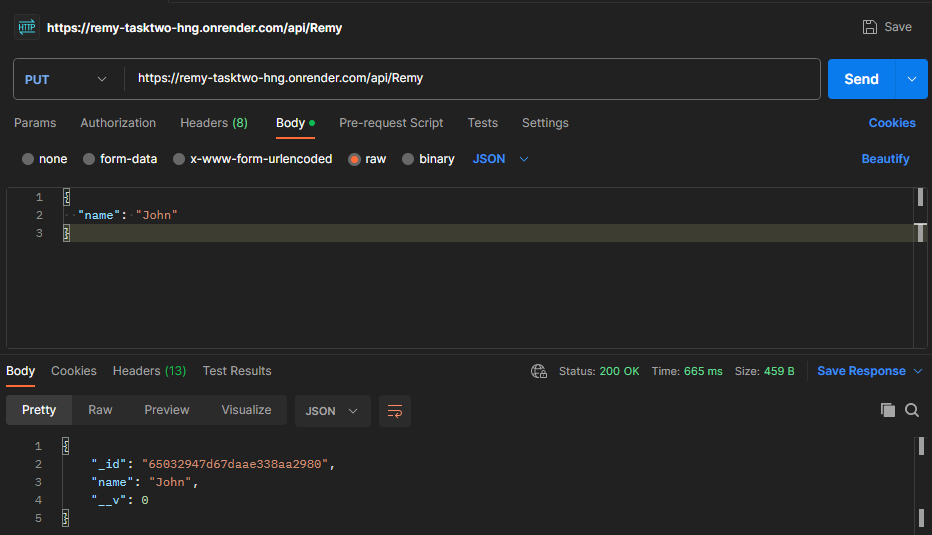 HTTP https://remy-tasktwo-hng.onrender.com/api/Remy Save
PUT https://remy-tasktwo-hng.onrender.com/api/Remy Send
Params Authorization Headers (8) Body Pre-request Script Tests Settings Cookies
none form-data x-www-form-urlencoded raw binary JSON Beautify
1 {
2 "name": "John"
3 }
Body Cookies Headers (13) Test Results Status: 200 OK Time: 665 ms Size: 459 B Save Response
Pretty Raw Preview Visualize JSON
1 {
2 "_id": "65032947d67daae338aa2980",
3 "name": "John",
4 "__v": 0
5 }